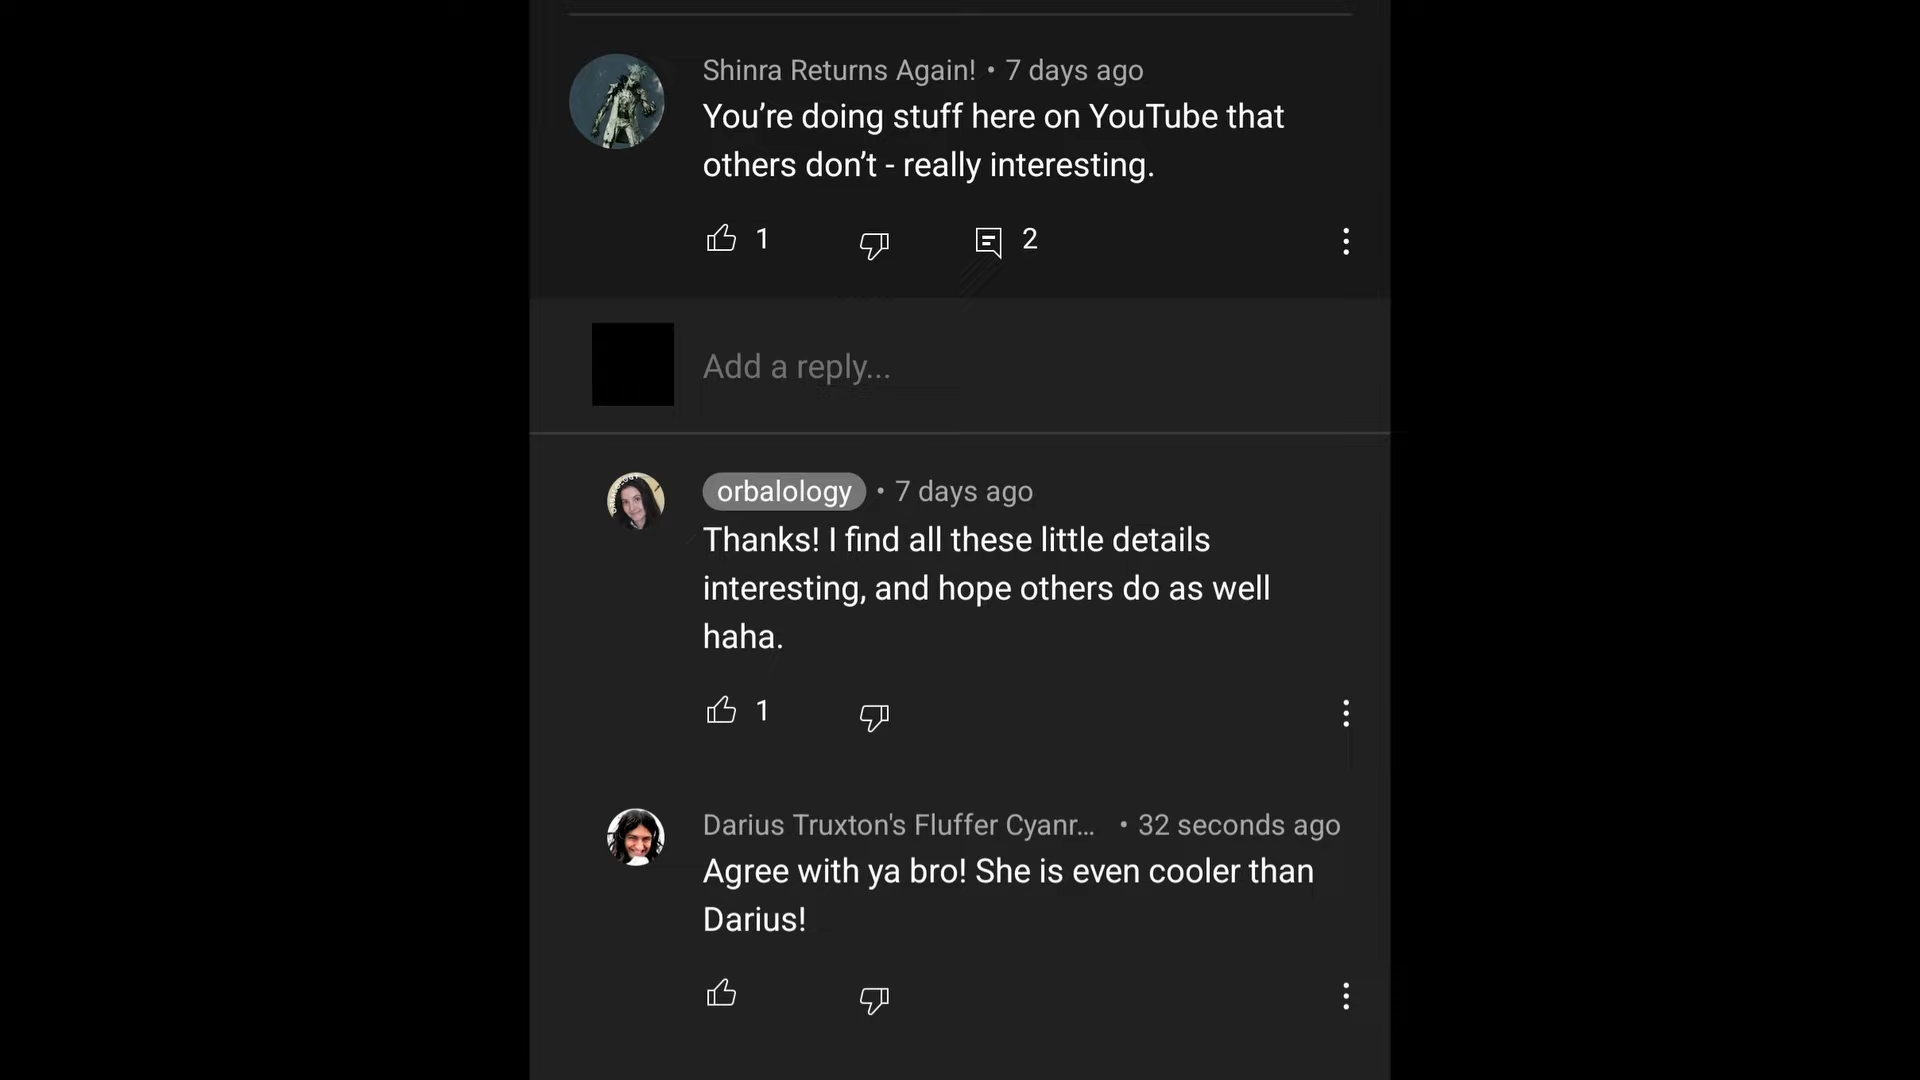 Shinra Returns Again! • 7 days ago
You’re doing stuff here on YouTube that
others don’t - really interesting.
1
2
Add a reply...
orbalology • 7 days ago
Thanks! I find all these little details
interesting, and hope others do as well
haha.
1
Darius Truxton's Fluffer Cyanr... • 32 seconds ago
Agree with ya bro! She is even cooler than
Darius!